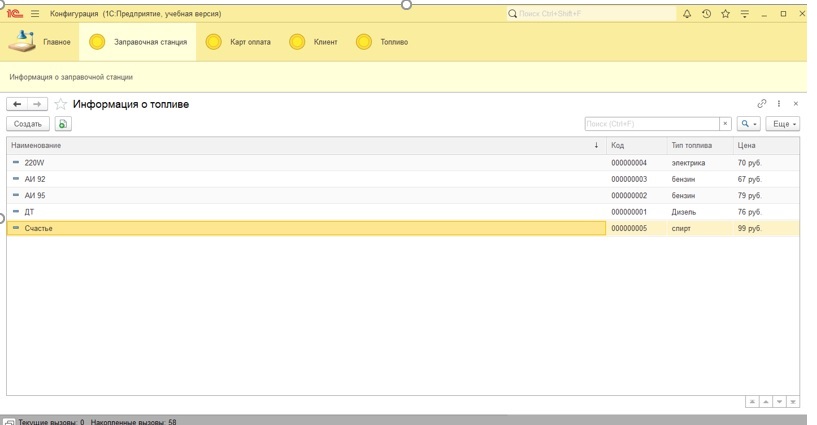 1С Конфигурация (1С:Предприятие, учебная версия) Поиск Ctrl+Shift+F
Главное Заправочная станция Карт оплата Клиент Топливо
Информация о заправочной станции
Информация о топливе
Создать Поиск (Ctrl+F) × Еще
Наименование ↓ Код Тип топлива Цена
220W 000000004 электрика 70 руб.
АИ 92 000000003 бензин 67 руб.
АИ 95 000000002 бензин 79 руб.
ДТ 000000001 Дизель 76 руб.
Счастье 000000005 спирт 99 руб.
Текущие вызовы: 0 Накопленные вызовы: 58